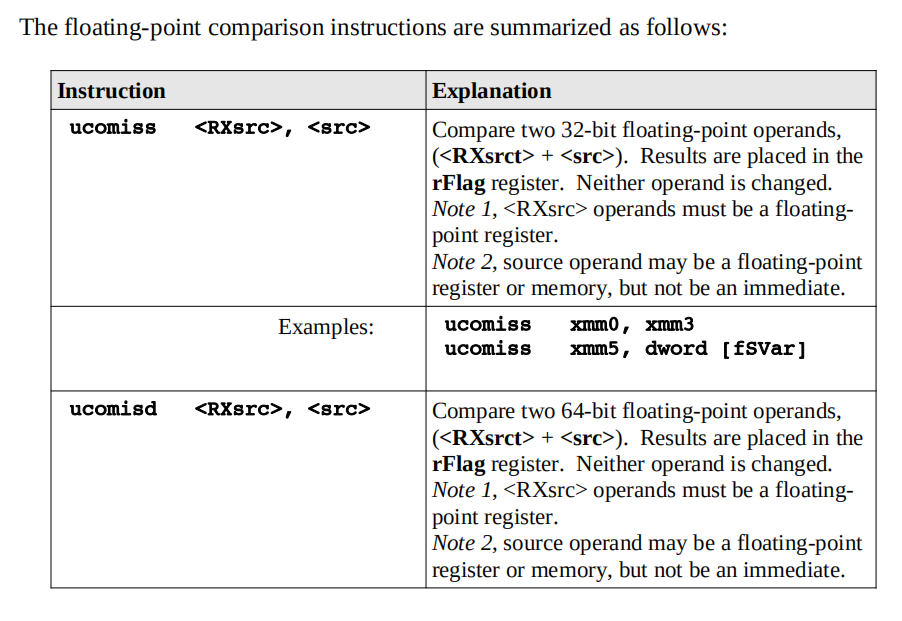 The floating-point comparison instructions are summarized as follows:
Instruction Explanation
ucomiss <RXsrc>, <src>
Compare two 32-bit floating-point operands,
(<RXsrct> + <src>). Results are placed in the
rFlag register. Neither operand is changed.
Note 1, <RXsrc> operands must be a floating-
point register.
Note 2, source operand may be a floating-point
register or memory, but not be an immediate.
Examples:
ucomiss xmm0, xmm3
ucomiss xmm5, dword [fSVar]
ucomisd <RXsrc>, <src>
Compare two 64-bit floating-point operands,
(<RXsrct> + <src>). Results are placed in the
rFlag register. Neither operand is changed.
Note 1, <RXsrc> operands must be a floating-
point register.
Note 2, source operand may be a floating-point
register or memory, but not be an immediate.